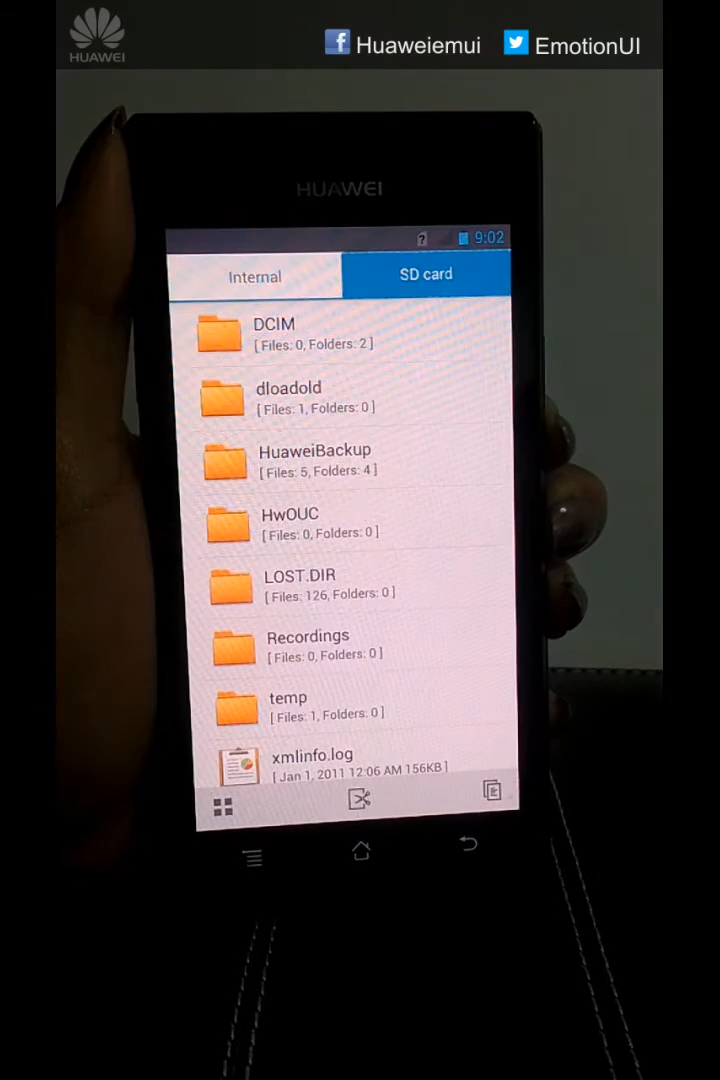 HUAWEI
Huaweiemui
EmotionUI
HUAWEI
9:02
Internal
SD card
DCIM
[ Files: 0, Folders: 2 ]
dloadold
[ Files: 1, Folders: 0 ]
HuaweiBackup
[ Files: 5, Folders: 4 ]
HwOUC
[ Files: 0, Folders: 0 ]
LOST.DIR
[ Files: 126, Folders: 0 ]
Recordings
[ Files: 0, Folders: 0 ]
temp
[ Files: 1, Folders: 0 ]
xmlinfo.log
[ Jan 1, 2011 12:06 AM 156KB ]